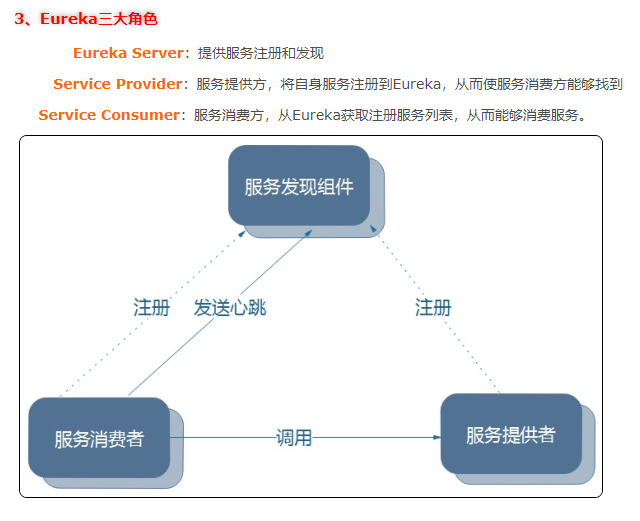 3、Eureka三大角色
Eureka Server：提供服务注册和发现
Service Provider：服务提供方，将自身服务注册到Eureka，从而使服务消费方能够找到
Service Consumer：服务消费方，从Eureka获取注册服务列表，从而能够消费服务。
服务发现组件
注册 发送心跳 注册
服务消费者 调用 服务提供者